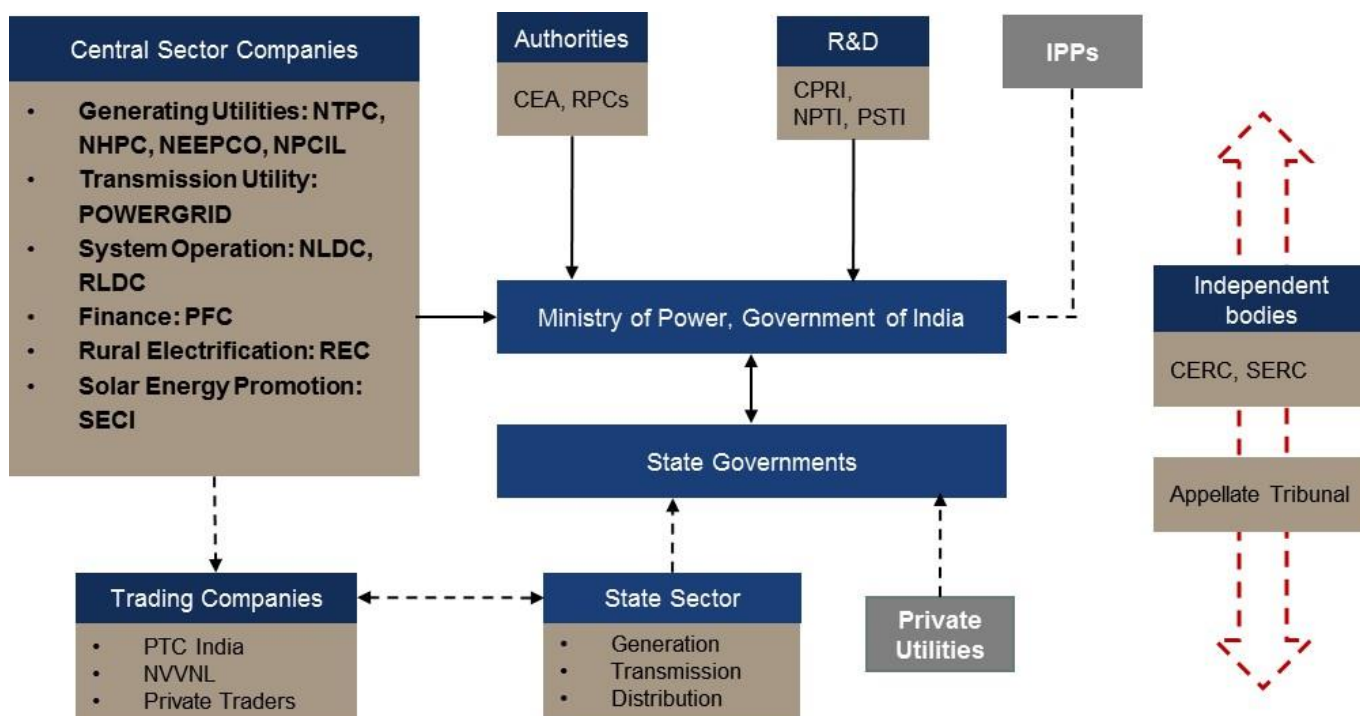 Central Sector Companies
• Generating Utilities: NTPC,
NHPC, NEEPCO, NPCIL
• Transmission Utility:
POWERGRID
• System Operation: NLDC,
RLDC
• Finance: PFC
• Rural Electrification: REC
• Solar Energy Promotion:
SECI
Authorities
CEA, RPCs
R&D
CPRI,
NPTI, PSTI
IPPs
Ministry of Power, Government of India
State Governments
Independent
bodies
CERC, SERC
Appellate Tribunal
Trading Companies
• PTC India
• NVVNL
• Private Traders
State Sector
• Generation
• Transmission
• Distribution
Private
Utilities